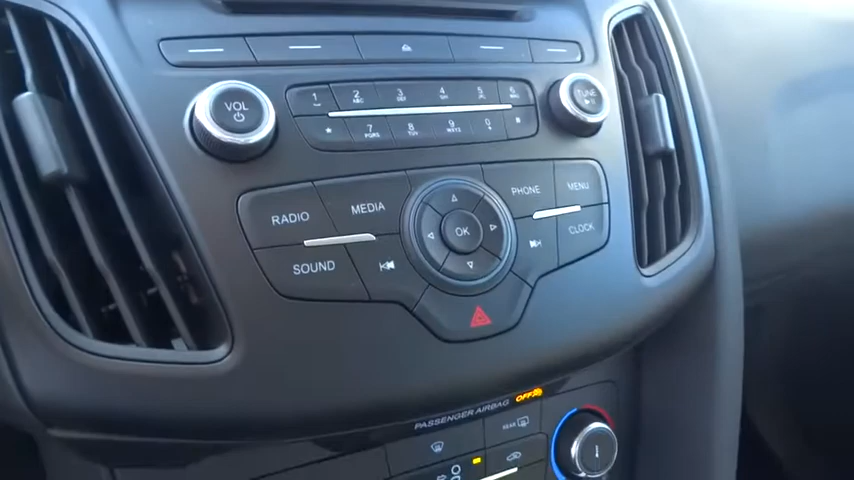 VOL
1 2 ABC 3 DEF 4 GHI 5 JKL 6 MNO
TUNE
* 7 PQRS 8 TUV 9 WXYZ 0 #
RADIO MEDIA PHONE MENU
OK
SOUND CLOCK
PASSENGER AIRBAG OFF
REAR